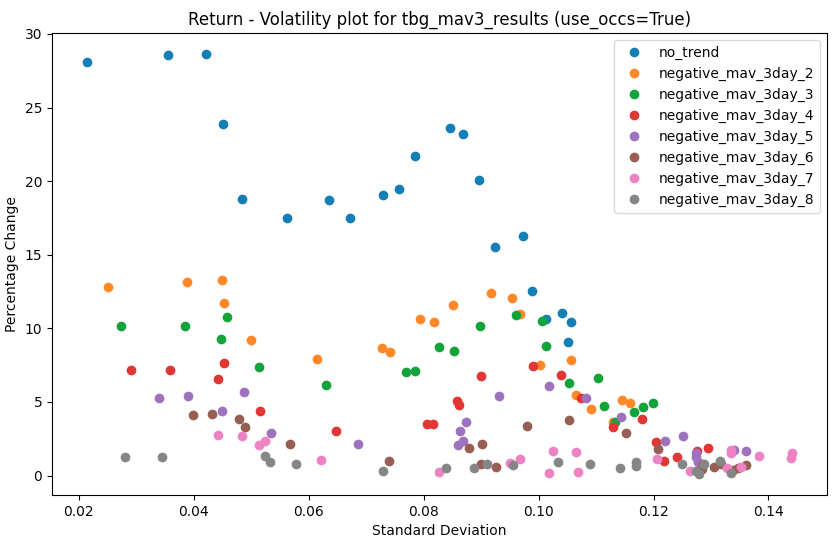 Return - Volatility plot for tbg_mav3_results (use_occs=True)
30
25
20
15
10
5
0
Percentage Change
no_trend
negative_mav_3day_2
negative_mav_3day_3
negative_mav_3day_4
negative_mav_3day_5
negative_mav_3day_6
negative_mav_3day_7
negative_mav_3day_8
0.02 0.04 0.06 0.08 0.10 0.12 0.14
Standard Deviation